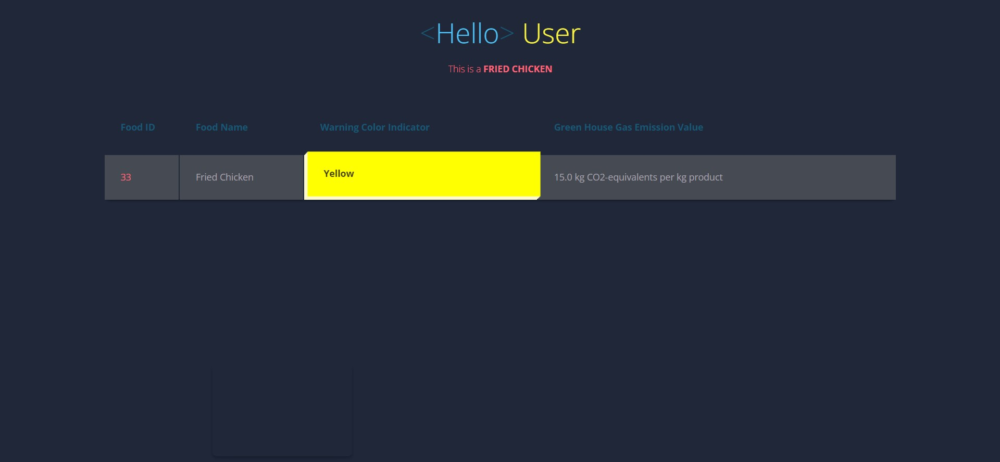 <Hello> User
This is a FRIED CHICKEN
Food ID Food Name Warning Color Indicator Green House Gas Emission Value
33 Fried Chicken Yellow 15.0 kg CO2-equivalents per kg product